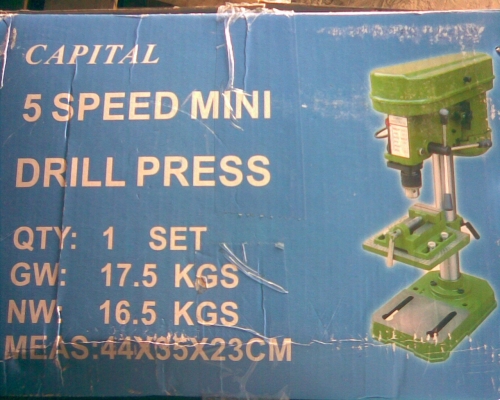 CAPITAL
5 SPEED MINI
DRILL PRESS
QTY: 1 SET
GW: 17.5 KGS
NW: 16.5 KGS
MEAS:44X35X23CM